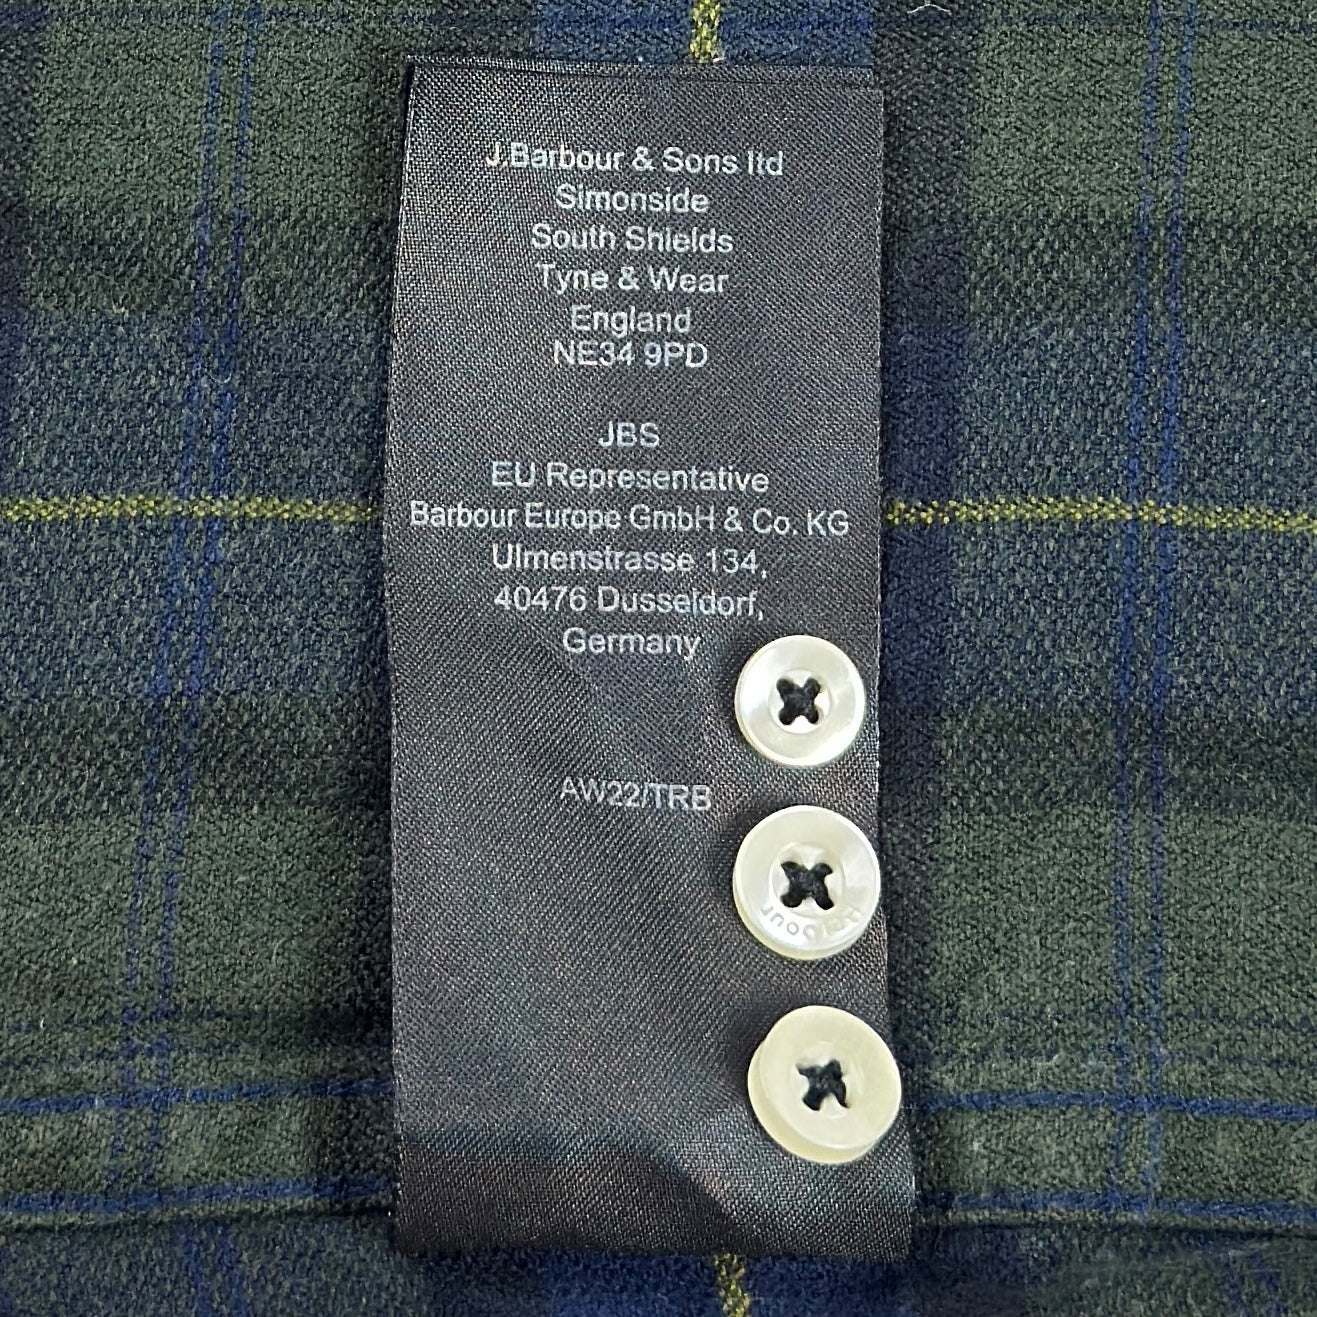 J.Barbour & Sons ltd
Simonside
South Shields
Tyne & Wear
England
NE34 9PD
JBS
EU Representative
Barbour Europe GmbH & Co. KG
Ulmenstrasse 134,
40476 Dusseldorf,
Germany
AW22/TRB
Barbour